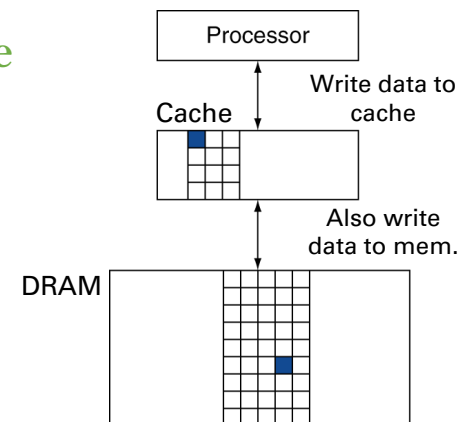 e
Processor
Write data to
cache
Cache
Also write
data to mem.
DRAM